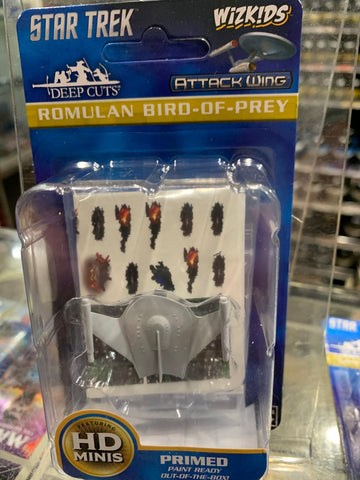 STAR TREK
WIZKIDS
DEEP CUTS
ATTACK WING
ROMULAN BIRD-OF-PREY
FEATURING
HD
MINIS
PRIMED
PAINT READY
OUT-OF-THE-BOX!
STAR